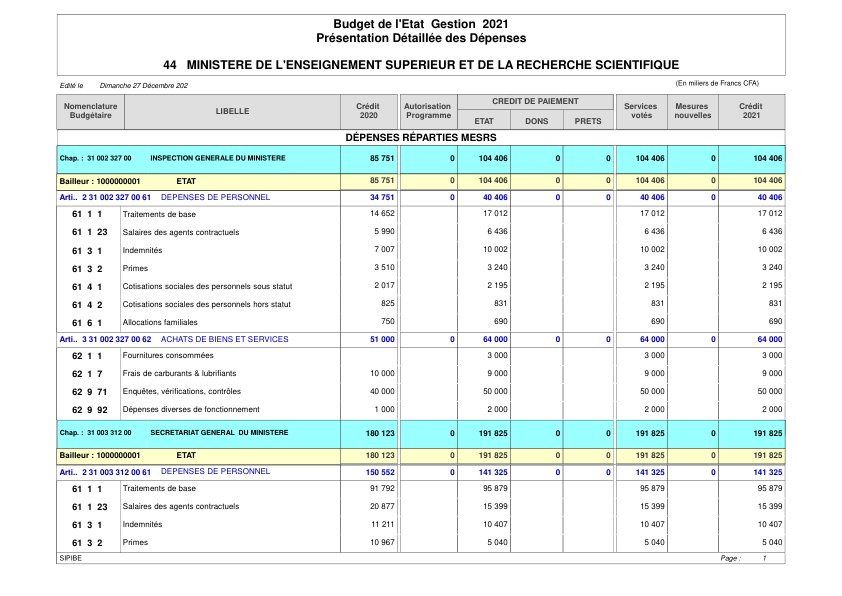 Budget de l'Etat Gestion 2021
Présentation Détaillée des Dépenses
44 MINISTERE DE L'ENSEIGNEMENT SUPERIEUR ET DE LA RECHERCHE SCIENTIFIQUE
Edité le Dimanche 27 Décembre 202 (En miliers de Francs CFA)
Nomenclature Budgétaire LIBELLE Crédit 2020 Autorisation Programme CREDIT DE PAIEMENT ETAT DONS PRETS Services votés Mesures nouvelles Crédit 2021
DÉPENSES RÉPARTIES MESRS
Chap. : 31 002 327 00 INSPECTION GENERALE DU MINISTERE 85 751 0 104 406 0 0 104 406 0 104 406
Bailleur : 1000000001 ETAT 85 751 0 104 406 0 0 104 406 0 104 406
Arti.. 2 31 002 327 00 61 DEPENSES DE PERSONNEL 34 751 0 40 406 0 0 40 406 0 40 406
61 1 1 Traitements de base 14 652 17 012 17 012 17 012
61 1 23 Salaires des agents contractuels 5 990 6 436 6 436 6 436
61 3 1 Indemnités 7 007 10 002 10 002 10 002
61 3 2 Primes 3 510 3 240 3 240 3 240
61 4 1 Cotisations sociales des personnels sous statut 2 017 2 195 2 195 2 195
61 4 2 Cotisations sociales des personnels hors statut 825 831 831 831
61 6 1 Allocations familiales 750 690 690 690
Arti.. 3 31 002 327 00 62 ACHATS DE BIENS ET SERVICES 51 000 0 64 000 0 0 64 000 0 64 000
62 1 1 Fournitures consommées 3 000 3 000 3 000
62 1 7 Frais de carburants & lubrifiants 10 000 9 000 9 000 9 000
62 9 71 Enquêtes, vérifications, contrôles 40 000 50 000 50 000 50 000
62 9 92 Dépenses diverses de fonctionnement 1 000 2 000 2 000 2 000
Chap. : 31 003 312 00 SECRETARIAT GENERAL DU MINISTERE 180 123 0 191 825 0 0 191 825 0 191 825
Bailleur : 1000000001 ETAT 180 123 0 191 825 0 0 191 825 0 191 825
Arti.. 2 31 003 312 00 61 DEPENSES DE PERSONNEL 150 552 0 141 325 0 0 141 325 0 141 325
61 1 1 Traitements de base 91 792 95 879 95 879 95 879
61 1 23 Salaires des agents contractuels 20 877 15 399 15 399 15 399
61 3 1 Indemnités 11 211 10 407 10 407 10 407
61 3 2 Primes 10 967 5 040 5 040 5 040
SIPIBE Page : 1